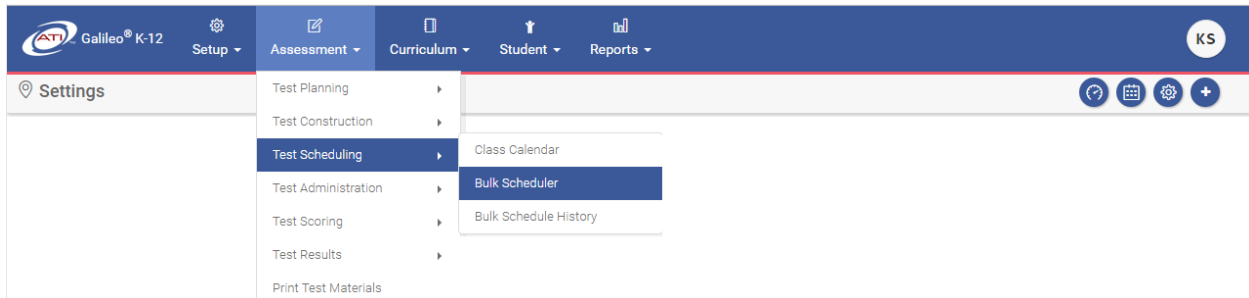 ATI Galileo® K-12
Setup Assessment Curriculum Student Reports
KS
Settings
Test Planning
Test Construction
Test Scheduling
Test Administration
Test Scoring
Test Results
Print Test Materials
Class Calendar
Bulk Scheduler
Bulk Schedule History